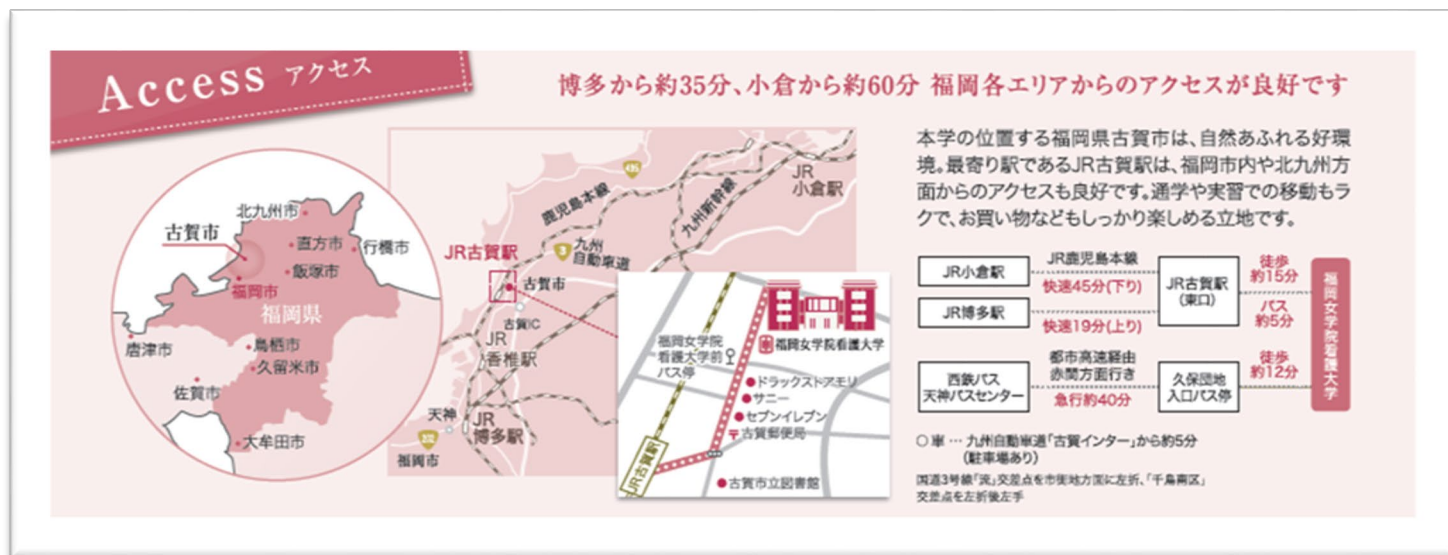 Access アクセス
博多から約35分、小倉から約60分 福岡各エリアからのアクセスが良好です
北九州市
古賀市
直方市
行橋市
飯塚市
福岡市
福岡県
唐津市
鳥栖市
久留米市
佐賀市
大牟田市
495
JR
小倉駅
鹿児島本線
九州新幹線
3
九州
自動車道
JR古賀駅
古賀市
古賀IC
JR
香椎駅
天神
JR
博多駅
202
福岡市
福岡女学院
看護大学前
バス停
福岡女学院看護大学
ドラックストアモリ
サニー
セブンイレブン
〒古賀郵便局
JR古賀駅
古賀市立図書館
本学の位置する福岡県古賀市は、自然あふれる好環
境。最寄り駅であるJR古賀駅は、福岡市内や北九州方
面からのアクセスも良好です。通学や実習での移動もラ
クで、お買い物などもしっかり楽しめる立地です。
JR小倉駅
JR鹿児島本線
快速45分(下り)
JR博多駅
快速19分(上り)
JR古賀駅
(東口)
徒歩
約15分
バス
約5分
福岡女学院看護大学
西鉄バス
天神バスセンター
都市高速経由
赤間方面行き
急行約40分
久保団地
入口バス停
徒歩
約12分
○車 … 九州自動車道「古賀インター」から約5分
(駐車場あり)
国道3号線「流」交差点を市街地方面に左折、「千鳥南区」
交差点を左折後左手